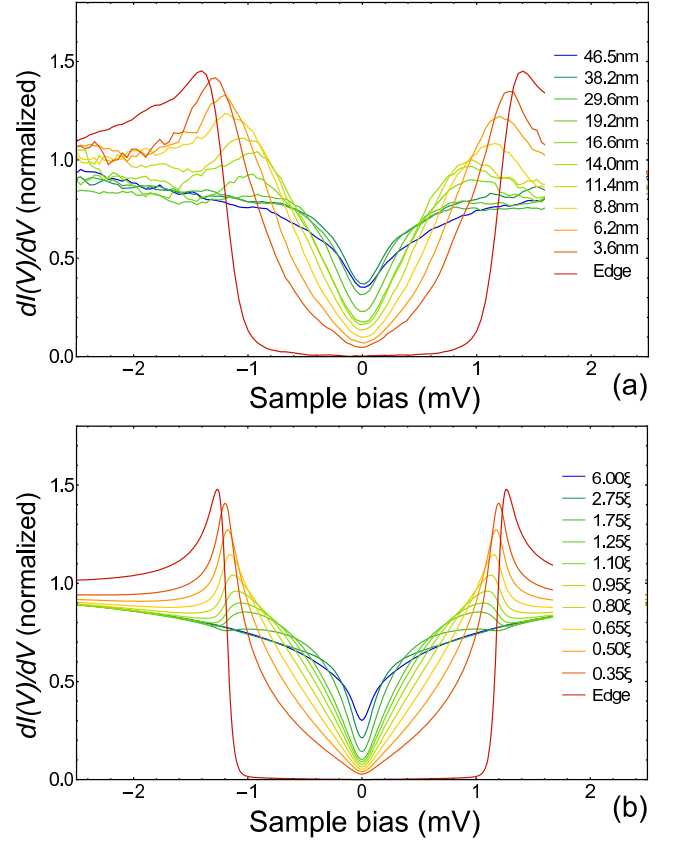 dI(V)/dV (normalized)
1.5
1.0
0.5
0.0
46.5nm
38.2nm
29.6nm
19.2nm
16.6nm
14.0nm
11.4nm
8.8nm
6.2nm
3.6nm
Edge
−2 −1 0 1 2
Sample bias (mV)
(a)
dI(V)/dV (normalized)
1.5
1.0
0.5
0.0
6.00ξ
2.75ξ
1.75ξ
1.25ξ
1.10ξ
0.95ξ
0.80ξ
0.65ξ
0.50ξ
0.35ξ
Edge
−2 −1 0 1 2
Sample bias (mV)
(b)